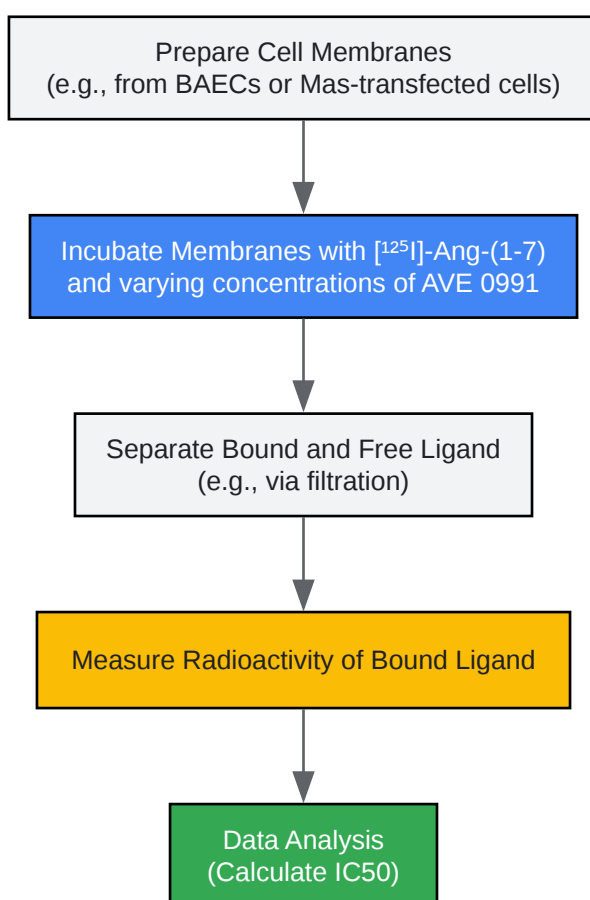 Prepare Cell Membranes
(e.g., from BAECs or Mas-transfected cells)
Incubate Membranes with [¹²⁵I]-Ang-(1-7)
and varying concentrations of AVE 0991
Separate Bound and Free Ligand
(e.g., via filtration)
Measure Radioactivity of Bound Ligand
Data Analysis
(Calculate IC50)